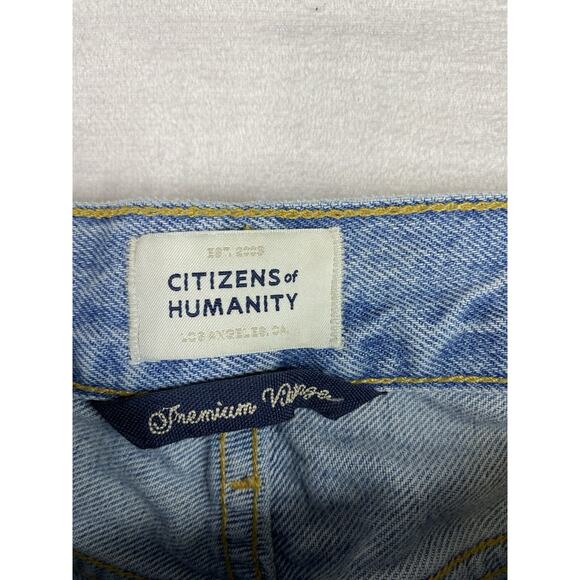 EST. 2003
CITIZENS of
HUMANITY
LOS ANGELES, CA.
Premium Vintage